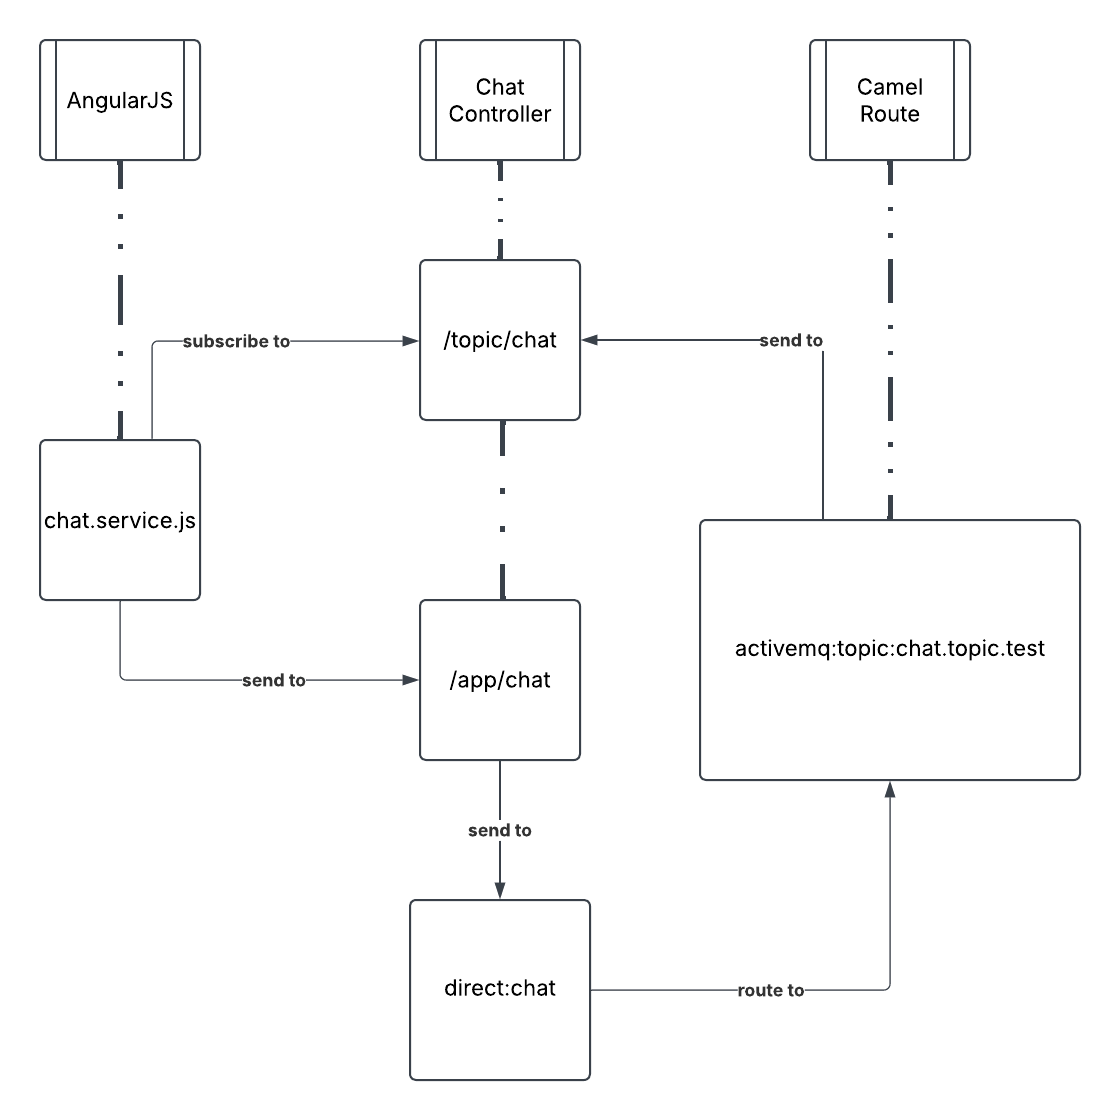 AngularJS
Chat
Controller
Camel
Route
subscribe to
/topic/chat
send to
chat.service.js
activemq:topic:chat.topic.test
send to
/app/chat
send to
direct:chat
route to